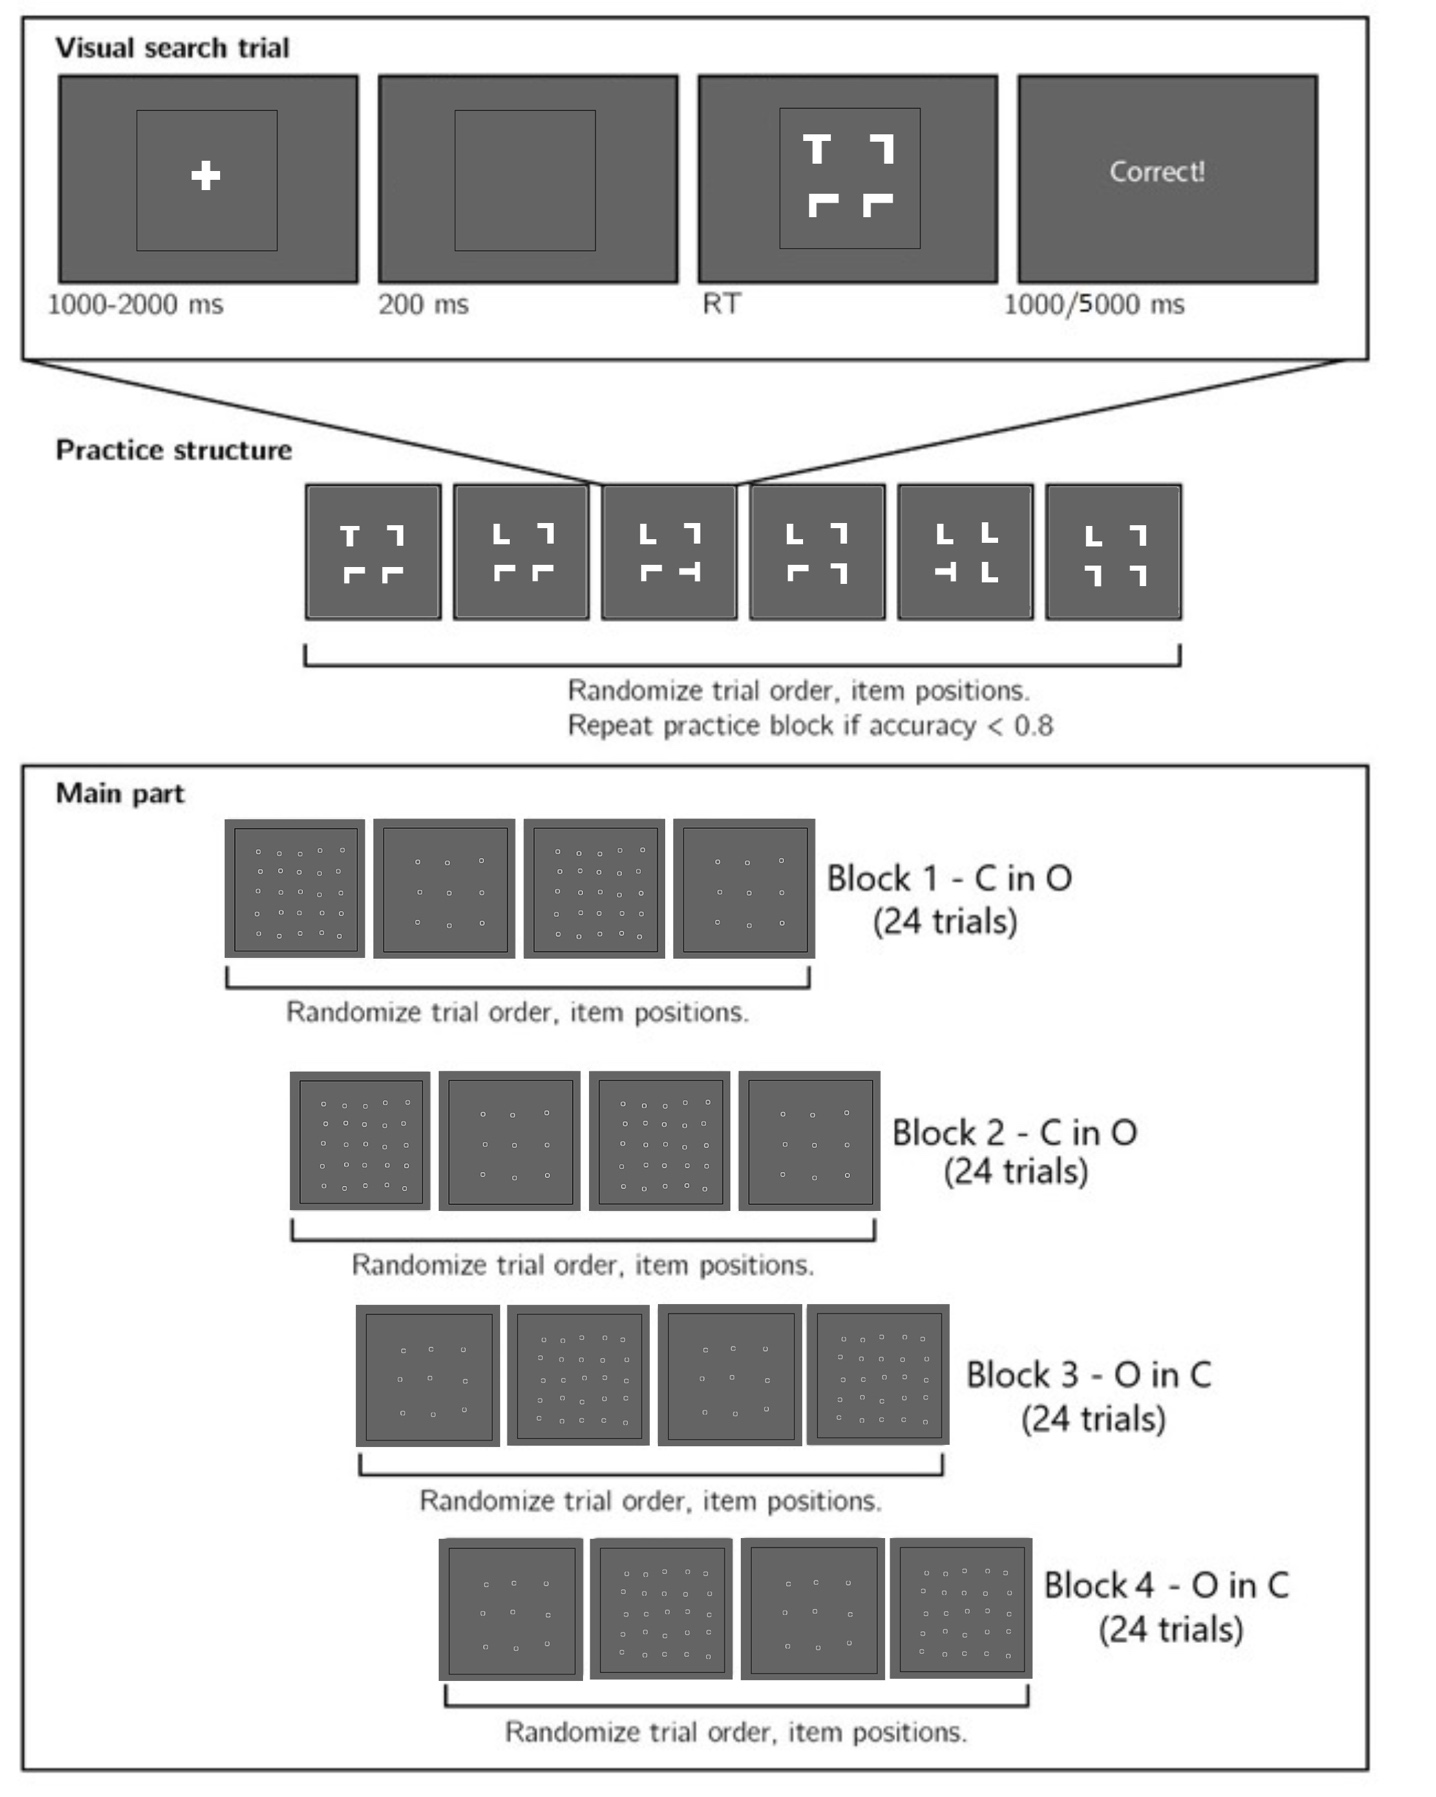 Visual search trial
Correct!
1000-2000 ms
200 ms
RT
1000/5000 ms
Practice structure
Randomize trial order, item positions.
Repeat practice block if accuracy < 0.8
Main part
Block 1 - C in O
(24 trials)
Randomize trial order, item positions.
Block 2 - C in O
(24 trials)
Randomize trial order, item positions.
Block 3 - O in C
(24 trials)
Randomize trial order, item positions.
Block 4 - O in C
(24 trials)
Randomize trial order, item positions.